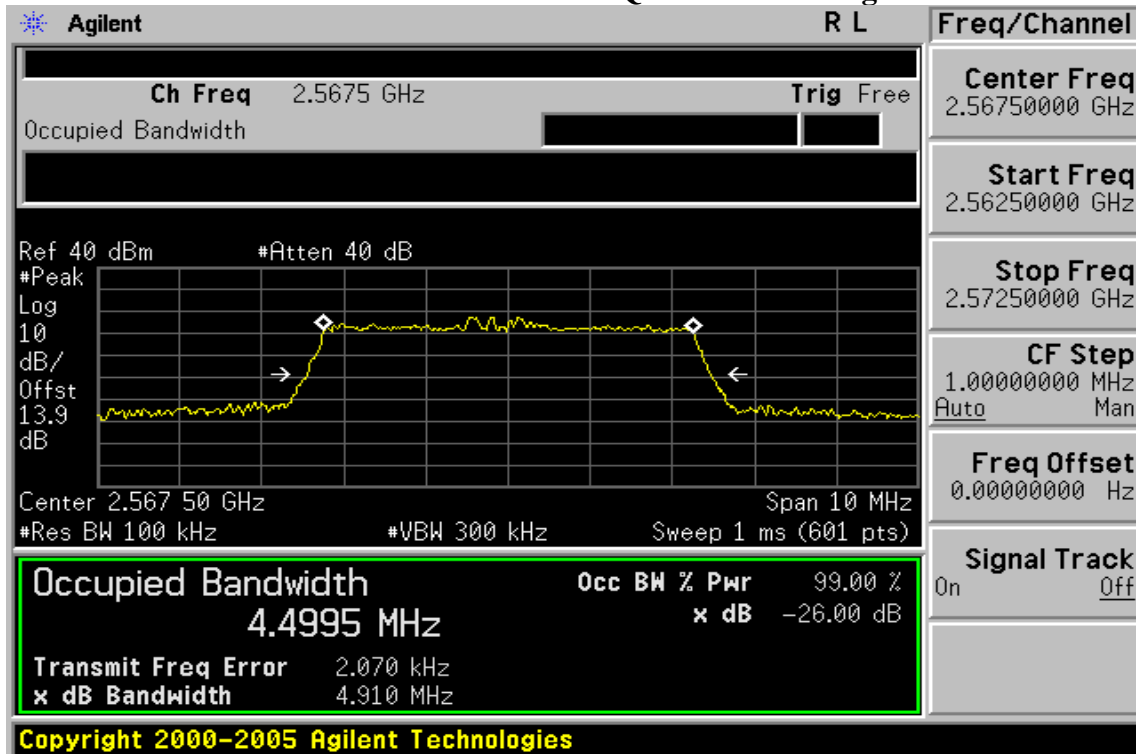 Agilent R L
Ch Freq 2.5675 GHz Trig Free
Occupied Bandwidth
Ref 40 dBm #Atten 40 dB
#Peak
Log
10
dB/
Offst
13.9
dB
Center 2.567 50 GHz Span 10 MHz
#Res BW 100 kHz #VBW 300 kHz Sweep 1 ms (601 pts)
Occupied Bandwidth
4.4995 MHz
Occ BW % Pwr 99.00 %
x dB -26.00 dB
Transmit Freq Error 2.070 kHz
x dB Bandwidth 4.910 MHz
Copyright 2000-2005 Agilent Technologies
Freq/Channel
Center Freq
2.56750000 GHz
Start Freq
2.56250000 GHz
Stop Freq
2.57250000 GHz
CF Step
1.00000000 MHz
Auto Man
Freq Offset
0.00000000 Hz
Signal Track
On Off